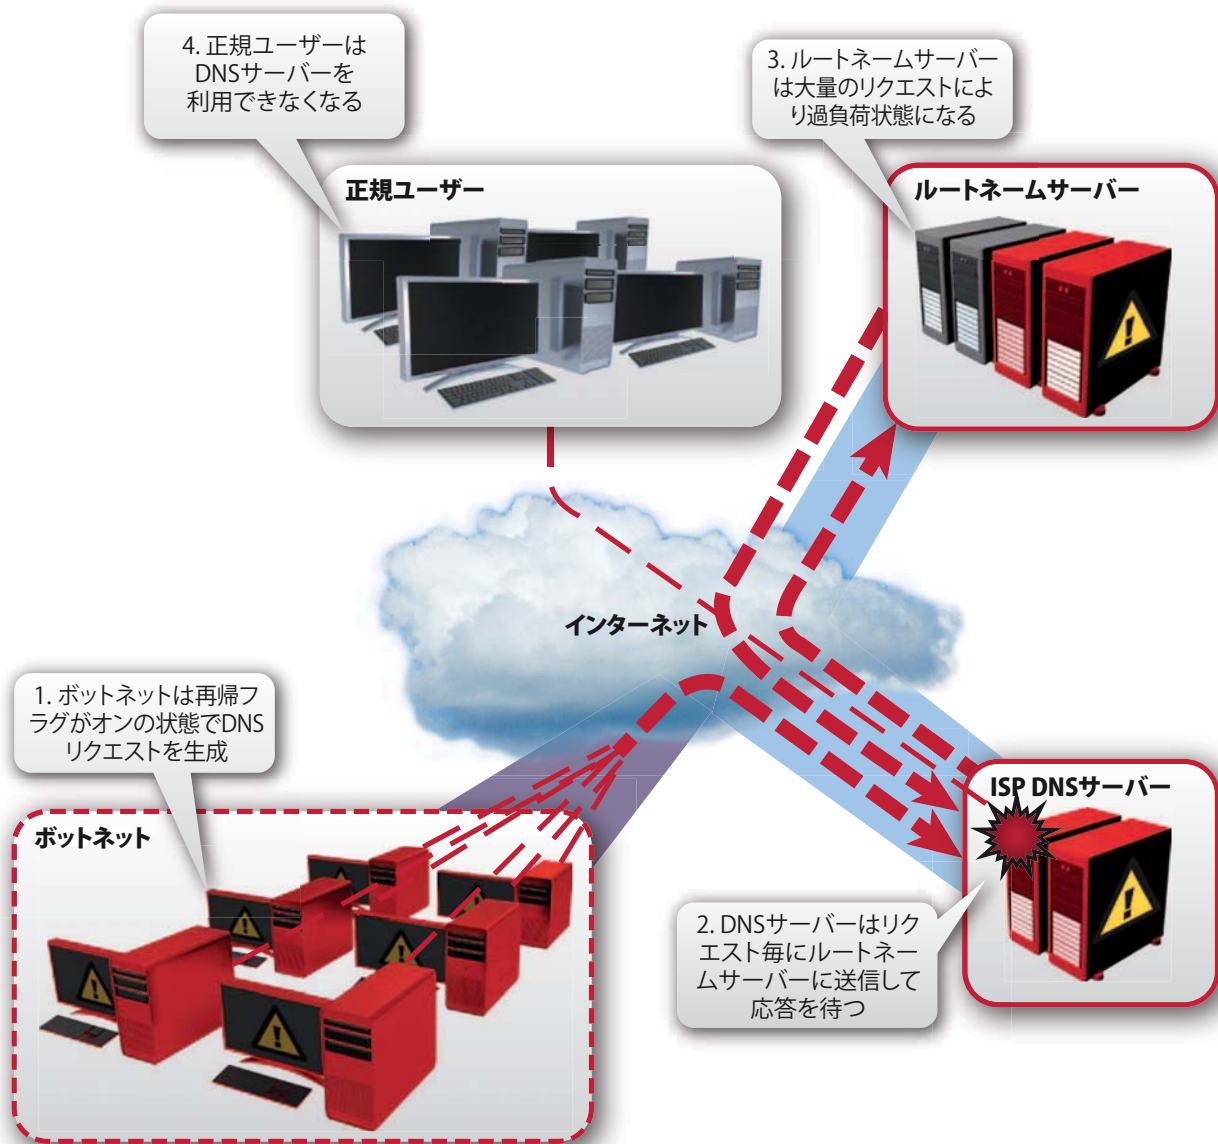 4. 正規ユーザーは
DNSサーバーを
利用できなくなる
3. ルートネームサーバー
は大量のリクエストによ
り過負荷状態になる
正規ユーザー
ルートネームサーバー
インターネット
1. ボットネットは再帰フ
ラグがオンの状態でDNS
リクエストを生成
ISP DNSサーバー
ボットネット
2. DNSサーバーはリク
エスト毎にルートネー
ムサーバーに送信して
応答を待つ